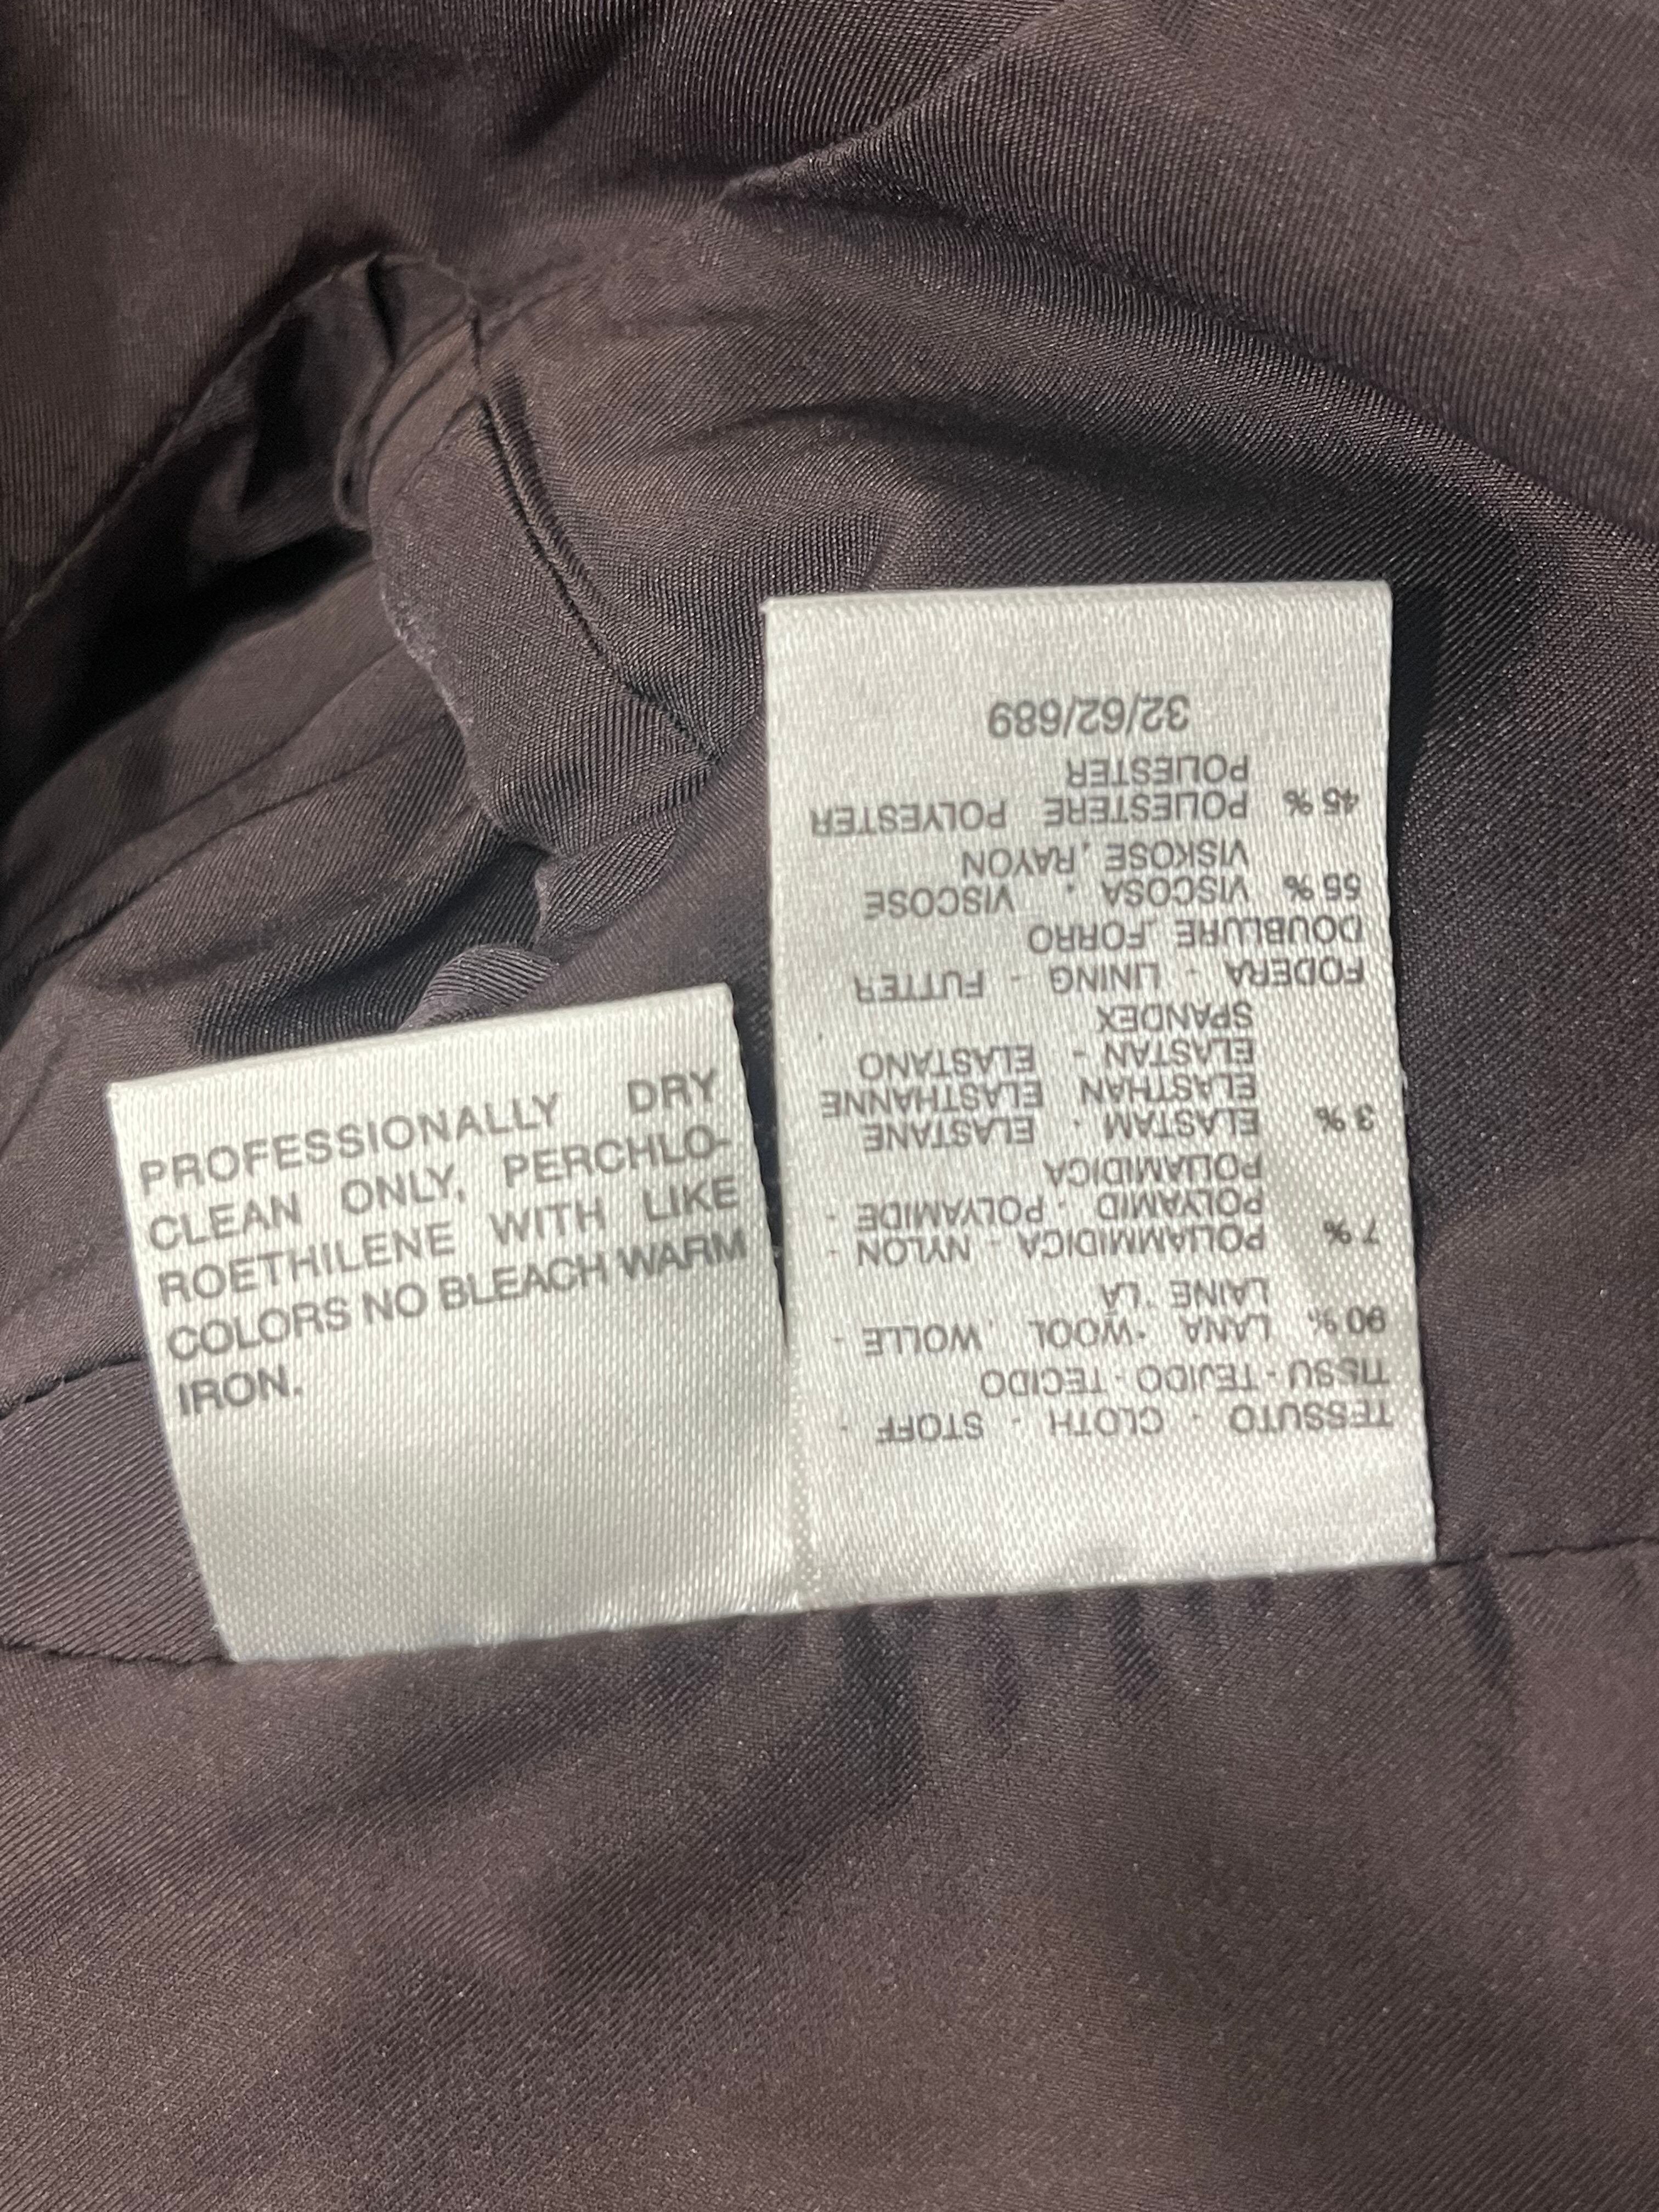 PROFESSIONALLY DRY
CLEAN ONLY, PERCHLO-
ROETHILENE WITH LIKE
COLORS NO BLEACH WARM
IRON.
TESSUTO - CLOTH - STOFF -
TISSU - TEJIDO - TECIDO
90 % LANA - WOOL - WOLLE -
LAINE LA
7 % POLIAMMIDICA - NYLON -
POLYAMID - POLYAMIDE -
POLIAMIDICA
3 % ELASTAM - ELASTANE
ELASTHAN ELASTHANNE
ELASTAN - ELASTANO
SPANDEX
FODERA - LINING - FUTTER
DOUBLURE FORRO
55 % VISCOSA - VISCOSE
VISKOSE RAYON
45 % POLIESTERE POLYESTER
POLIESTER
32/62/689